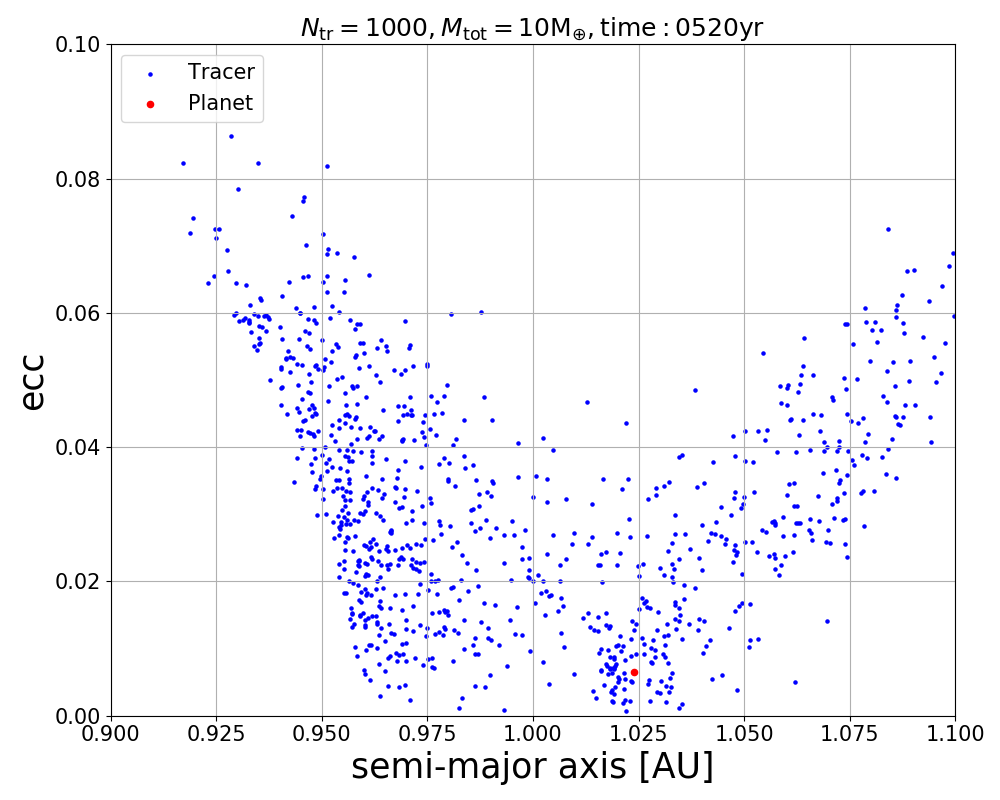 N_tr = 1000, M_tot = 10M_⊕, time : 0520yr
Tracer
Planet
0.10
0.08
0.06
0.04
0.02
0.00
ecc
0.900 0.925 0.950 0.975 1.000 1.025 1.050 1.075 1.100
semi-major axis [AU]